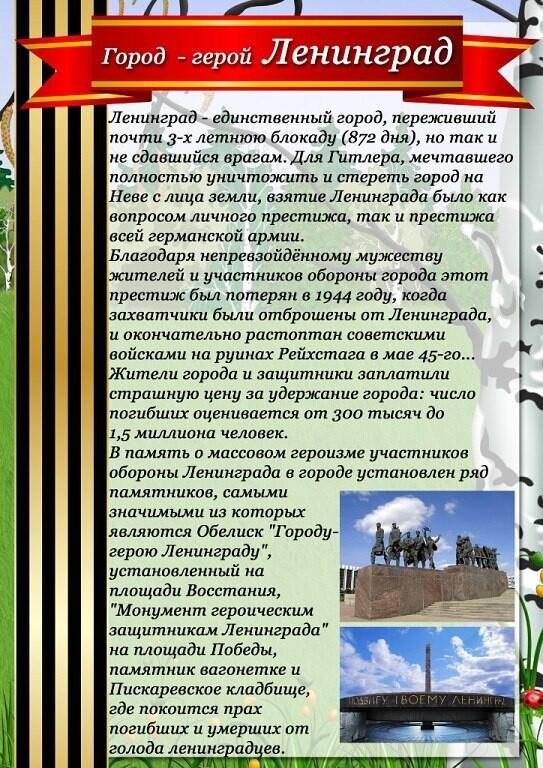 Город - герой Ленинград
Ленинград - единственный город, переживший
почти 3-х летнюю блокаду (872 дня), но так и
не сдавшийся врагам. Для Гитлера, мечтавшего
полностью уничтожить и стереть город на
Неве с лица земли, взятие Ленинграда было как
вопросом личного престижа, так и престижа
всей германской армии.
Благодаря непревзойдённому мужеству
жителей и участников обороны города этот
престиж был потерян в 1944 году, когда
захватчики были отброшены от Ленинграда,
и окончательно растоптан советскими
войсками на руинах Рейхстага в мае 45-го...
Жители города и защитники заплатили
страшную цену за удержание города: число
погибших оценивается от 300 тысяч до
1,5 миллиона человек.
В память о массовом героизме участников
обороны Ленинграда в городе установлен ряд
памятников, самыми
значимыми из которых
являются Обелиск "Городу-
герою Ленинграду",
установленный на
площади Восстания,
"Монумент героическим
защитникам Ленинграда"
на площади Победы,
памятник вагонетке и
Пискаревское кладбище,
где покоится прах
погибших и умерших от
голода ленинградцев.
ПОДВИГУ ТВОЕМУ ЛЕНИНГРАД